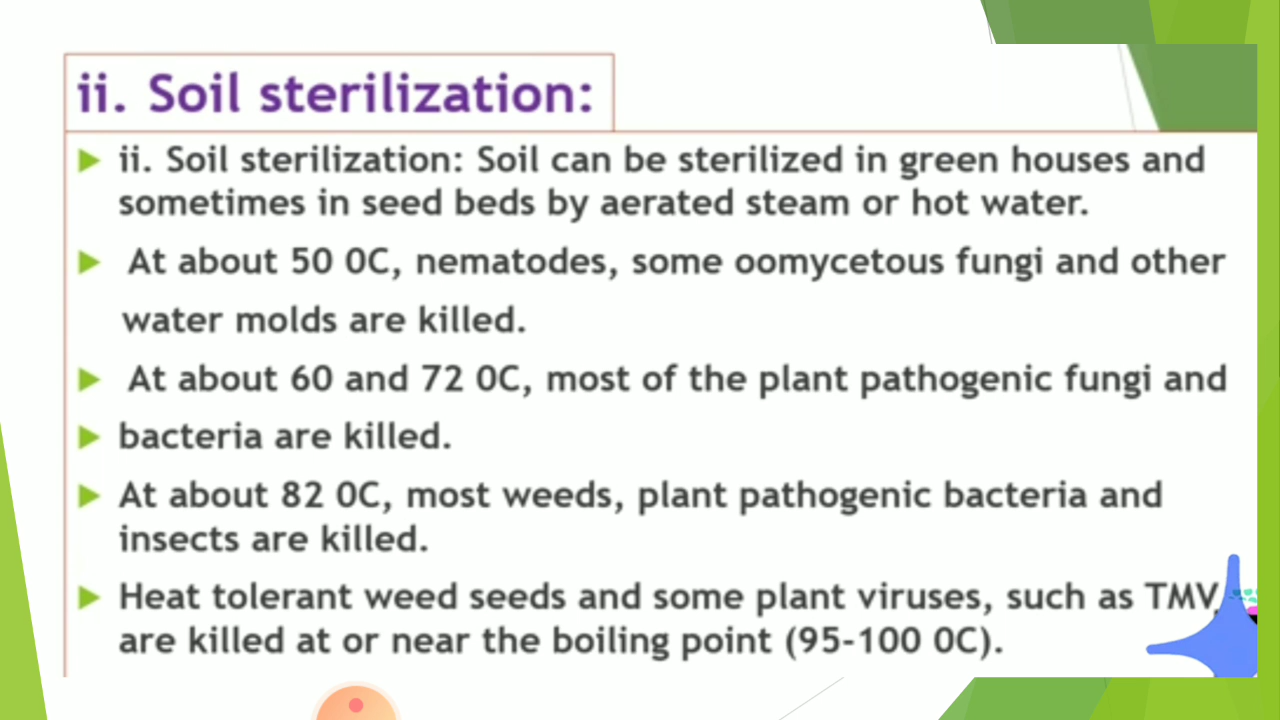 ii. Soil sterilization:
ii. Soil sterilization: Soil can be sterilized in green houses and
sometimes in seed beds by aerated steam or hot water.
At about 50 0C, nematodes, some oomycetous fungi and other
water molds are killed.
At about 60 and 72 0C, most of the plant pathogenic fungi and
bacteria are killed.
At about 82 0C, most weeds, plant pathogenic bacteria and
insects are killed.
Heat tolerant weed seeds and some plant viruses, such as TMV,
are killed at or near the boiling point (95-100 0C).